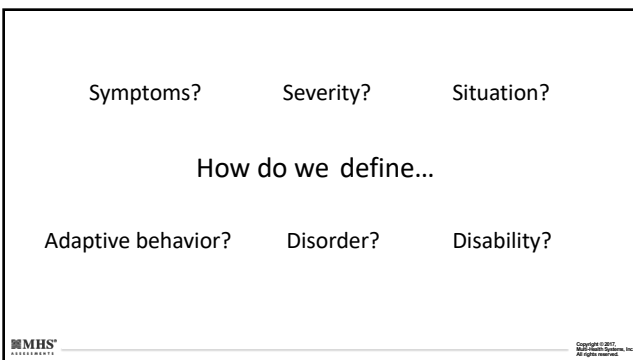 Symptoms? Severity? Situation?
How do we define…
Adaptive behavior? Disorder? Disability?
MHS®
ASSESSMENTS
Copyright © 2017,
Multi-Health Systems, Inc.
All rights reserved.